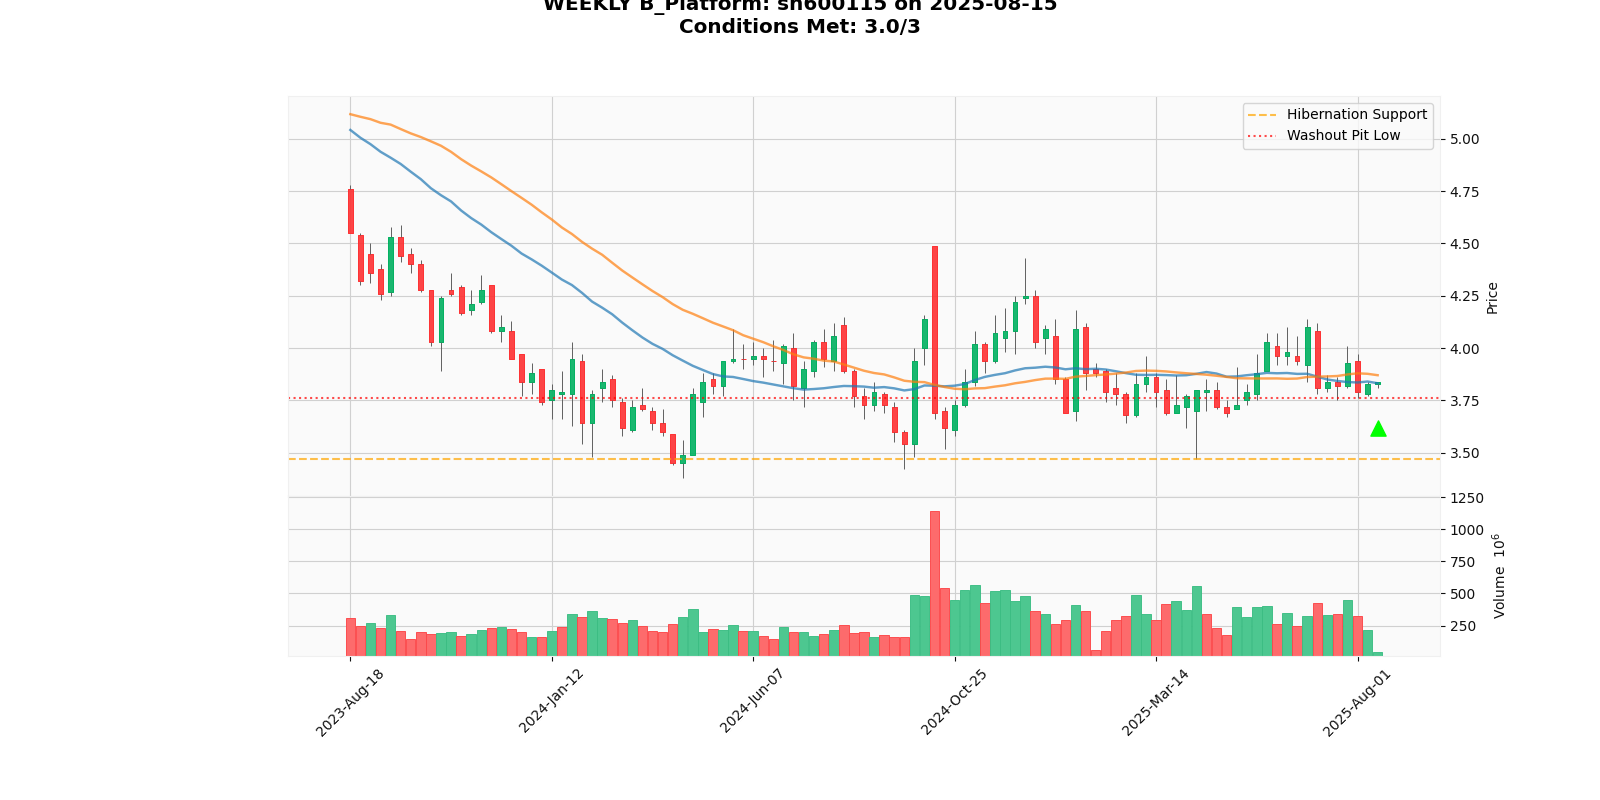 WEEKLY B_Platform: sh600115 on 2025-08-15
Conditions Met: 3.0/3
Hibernation Support
Washout Pit Low
5.00
4.75
4.50
4.25
4.00
3.75
3.50
Price
1250
1000
750
500
250
Volume 10^6
2023-Aug-18
2024-Jan-12
2024-Jun-07
2024-Oct-25
2025-Mar-14
2025-Aug-01